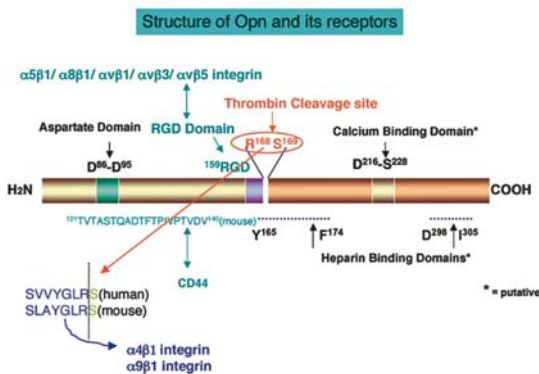 Structure of Opn and its receptors
α5β1/ α8β1/ αvβ1/ αvβ3/ αvβ5 integrin
Thrombin Cleavage site
Aspartate Domain
RGD Domain
R168 S169
Calcium Binding Domain*
D86-D95
159RGD
D216-S228
H2N
COOH
121TVTASTQADTFTPIVPTVDV140(mouse)
Y165
F174
D298
I305
Heparin Binding Domains*
CD44
* = putative
SVVYGLRS(human)
SLAYGLRS(mouse)
α4β1 integrin
α9β1 integrin